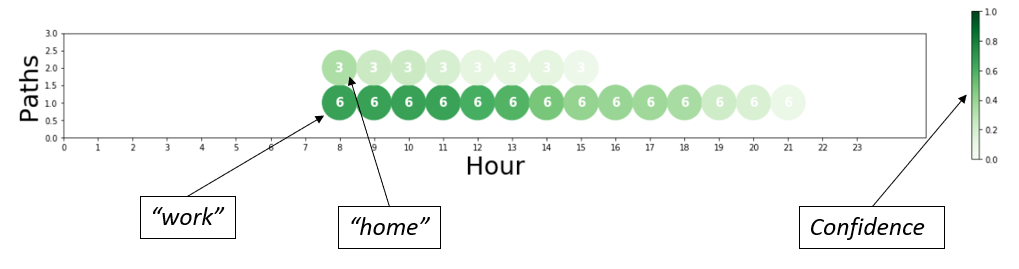 3.0
2.5
2.0
1.5
1.0
0.5
0.0
Paths
3 3 3 3 3 3 3 3
6 6 6 6 6 6 6 6 6 6 6 6 6 6
0 1 2 3 4 5 6 7 8 9 10 11 12 13 14 15 16 17 18 19 20 21 22 23
Hour
1.0
0.8
0.6
0.4
0.2
0.0
“work”
“home”
Confidence